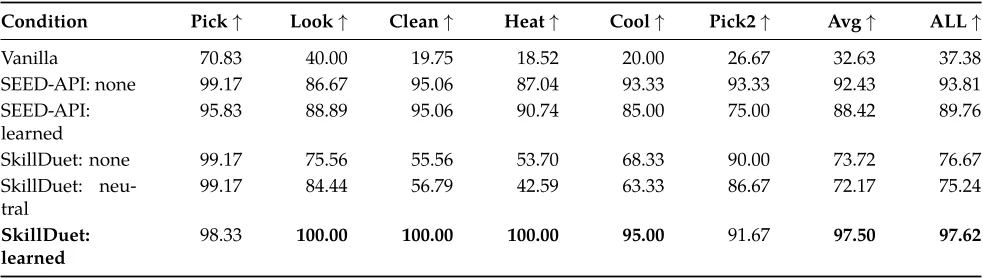 Condition Pick ↑ Look ↑ Clean ↑ Heat ↑ Cool ↑ Pick2 ↑ Avg ↑ ALL ↑
Vanilla 70.83 40.00 19.75 18.52 20.00 26.67 32.63 37.38
SEED-API: none 99.17 86.67 95.06 87.04 93.33 93.33 92.43 93.81
SEED-API: 95.83 88.89 95.06 90.74 85.00 75.00 88.42 89.76
learned
SkillDuet: none 99.17 75.56 55.56 53.70 68.33 90.00 73.72 76.67
SkillDuet: neu- 99.17 84.44 56.79 42.59 63.33 86.67 72.17 75.24
tral
SkillDuet: 98.33 100.00 100.00 100.00 95.00 91.67 97.50 97.62
learned